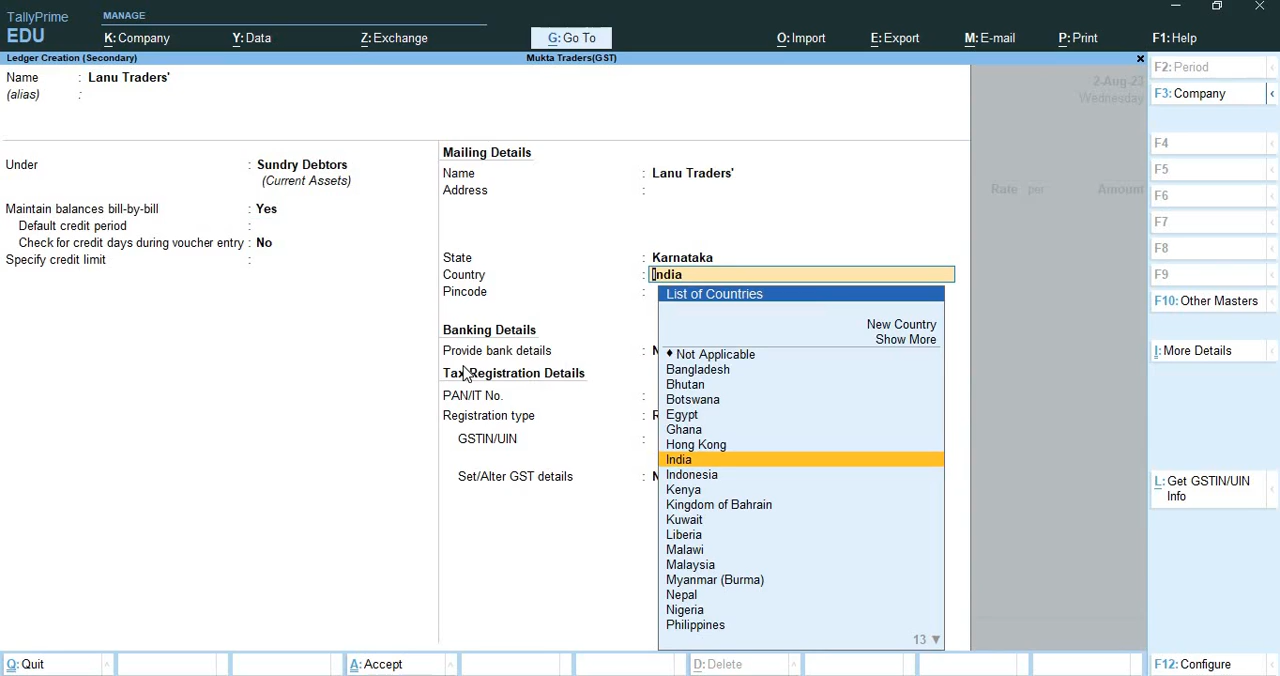 TallyPrime
EDU
MANAGE
K:Company
Y:Data
Z:Exchange
G:Go To
O:Import
E:Export
M:E-mail
P:Print
F1:Help
Ledger Creation (Secondary)
Mukta Traders(GST)
x
Name : Lanu Traders'
(alias) :
2-Aug-23
Wednesday
Under : Sundry Debtors
(Current Assets)
Maintain balances bill-by-bill : Yes
Default credit period :
Check for credit days during voucher entry : No
Specify credit limit :
Mailing Details
Name : Lanu Traders'
Address :
State : Karnataka
Country : India
Pincode :
Banking Details
Provide bank details : N
Tax Registration Details
PAN/IT No. :
Registration type : R
GSTIN/UIN :
Set/Alter GST details : N
List of Countries
New Country
Show More
♦ Not Applicable
Bangladesh
Bhutan
Botswana
Egypt
Ghana
Hong Kong
India
Indonesia
Kenya
Kingdom of Bahrain
Kuwait
Liberia
Malawi
Malaysia
Myanmar (Burma)
Nepal
Nigeria
Philippines
13 ▼
Rate per Amount
F2:Period
F3:Company
F4
F5
F6
F7
F8
F9
F10:Other Masters
I:More Details
L:Get GSTIN/UIN
Info
Q:Quit
A:Accept
D:Delete
F12:Configure